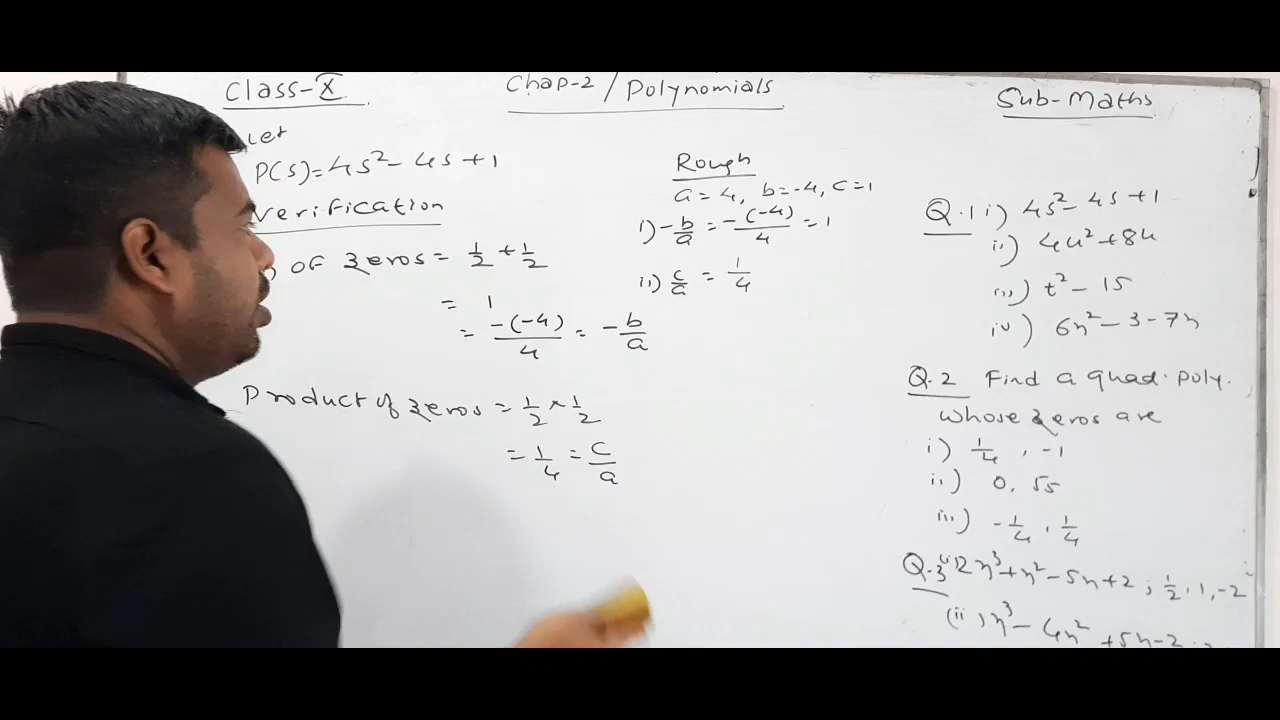 Class-X
Chap-2 / Polynomials
Sub-Maths
Let
P(s) = 4s² - 4s + 1
Verification
of zeros = 1/2 + 1/2
= 1
= -(-4)/4 = -b/a
Product of zeros = 1/2 × 1/2
= 1/4 = c/a
Rough
a = 4, b = -4, c = 1
i) -b/a = -(-4)/4 = 1
ii) c/a = 1/4
Q.1 i) 4s² - 4s + 1
ii) 4u² + 8u
iii) t² - 15
iv) 6x² - 3 - 7x
Q.2 Find a quad. poly.
whose zeros are
i) 1/4, -1
ii) 0, √5
iii) -1/4, 1/4
Q.3 (i) 2x³ + x² - 5x + 2 ; 1/2, 1, -2
(ii) x³ - 4x² + 5x - 2 ;